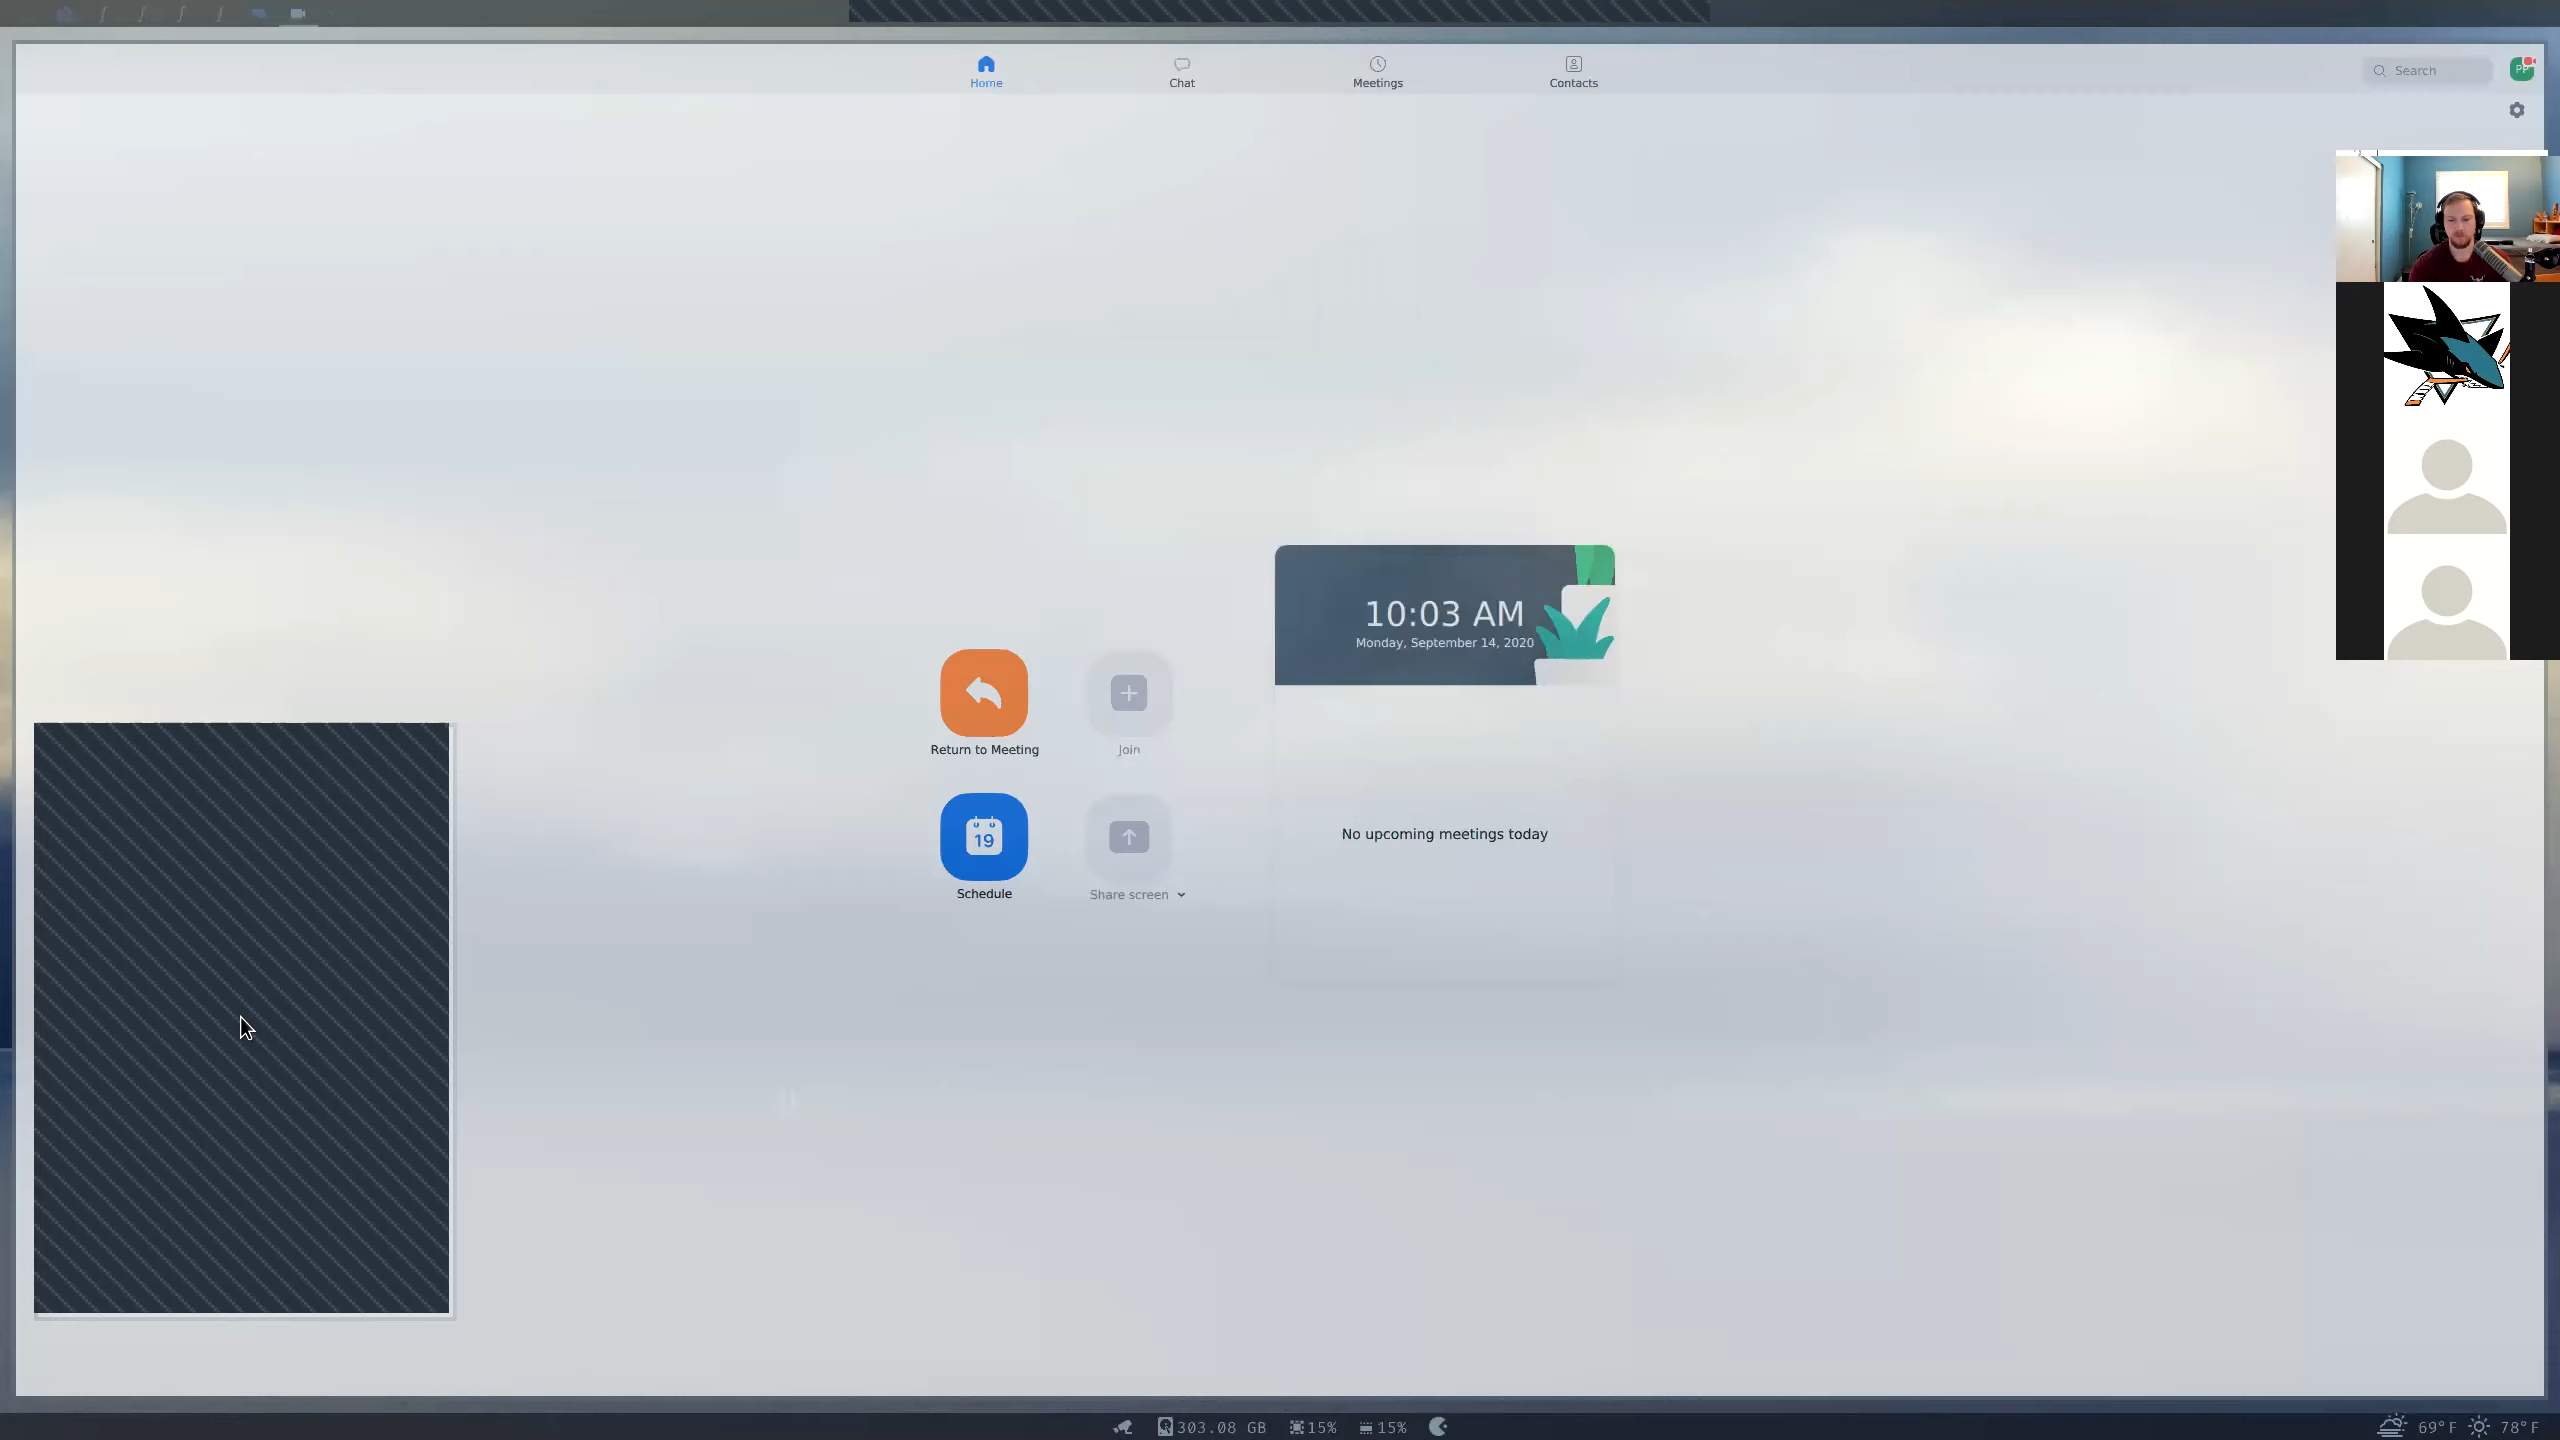 Home
Chat
Meetings
Contacts
Search
PP
10:03 AM
Monday, September 14, 2020
Return to Meeting
Join
19
Schedule
Share screen
No upcoming meetings today
303.08 GB
15%
15%
69°F
78°F